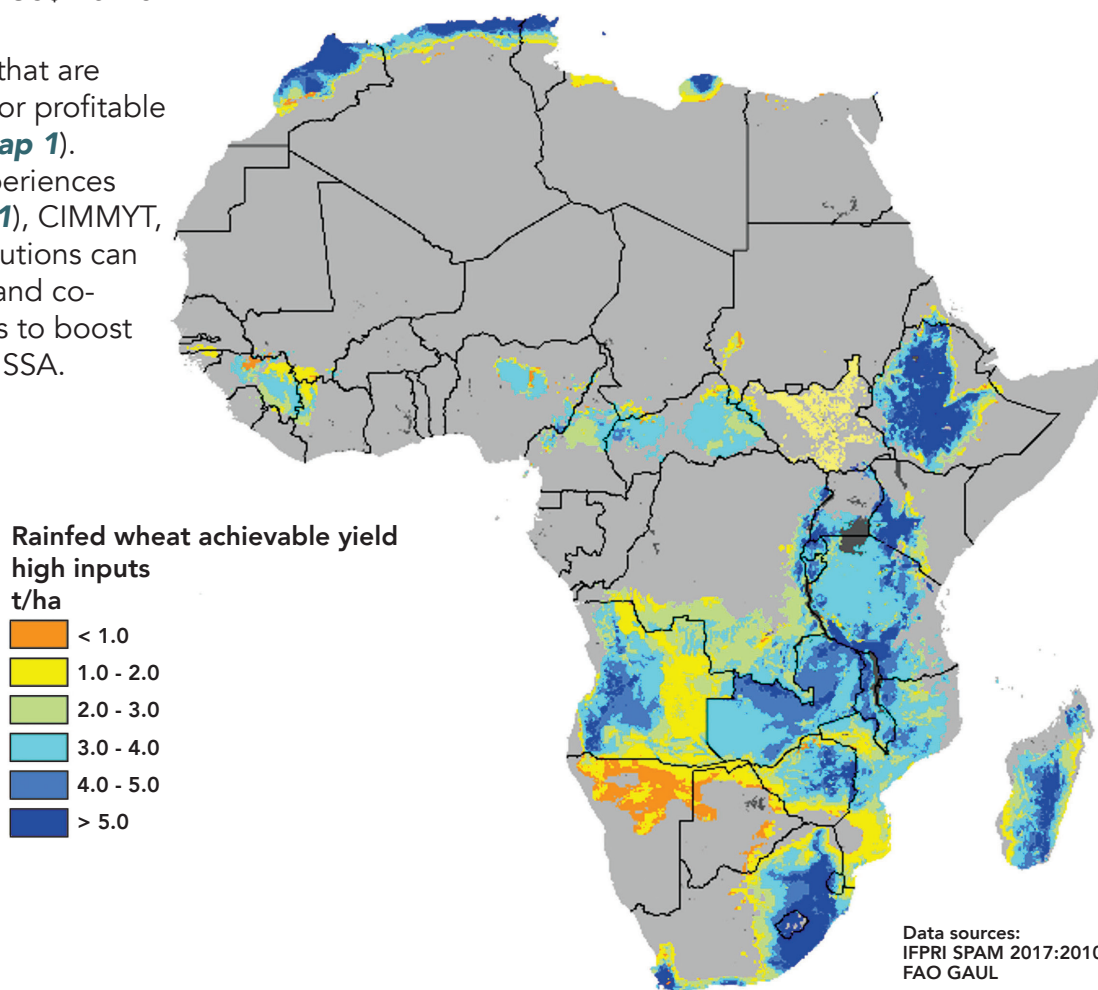 that are
or profitable
ap 1).
periences
1), CIMMYT,
utions can
and co-
s to boost
SSA.
Rainfed wheat achievable yield
high inputs
t/ha
< 1.0
1.0 - 2.0
2.0 - 3.0
3.0 - 4.0
4.0 - 5.0
> 5.0
Data sources:
IFPRI SPAM 2017:2010
FAO GAUL